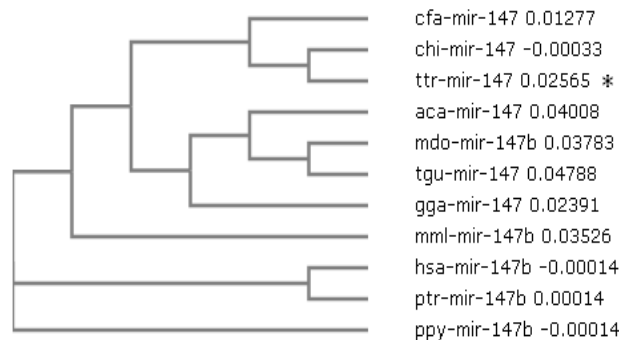 cfa-mir-147 0.01277
chi-mir-147 -0.00033
ttr-mir-147 0.02565 *
aca-mir-147 0.04008
mdo-mir-147b 0.03783
tgu-mir-147 0.04788
gga-mir-147 0.02391
mml-mir-147b 0.03526
hsa-mir-147b -0.00014
ptr-mir-147b 0.00014
ppy-mir-147b -0.00014